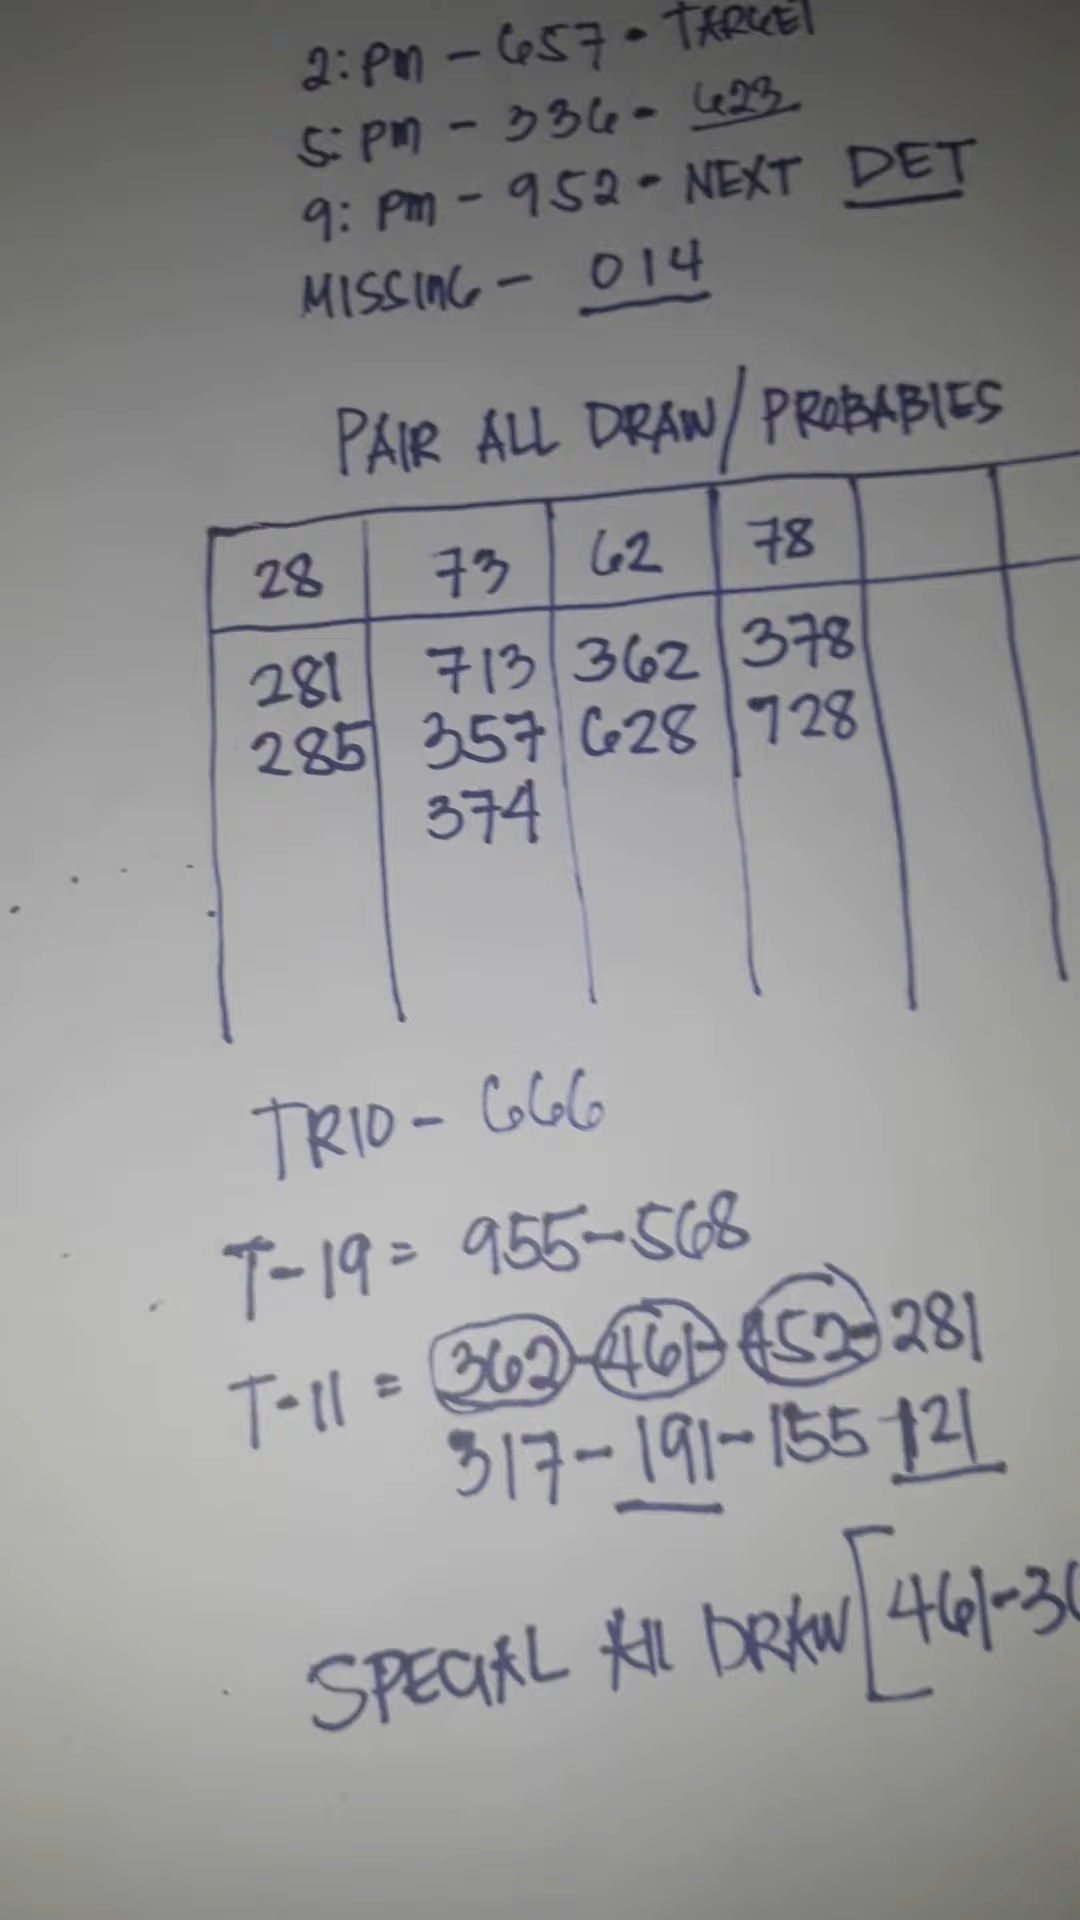 2: PM - 657 - TARGET
5: PM - 336 - 623
9: PM - 952 - NEXT DET
MISSING - 014
PAIR ALL DRAW/PROBABIES
28 73 62 78
281 713 362 378
285 357 628 728
374
TRIO - 666
T-19 = 955-568
T-11 = 362-461-452-281
317-191-155-121
SPECIAL All DRAW [461-36